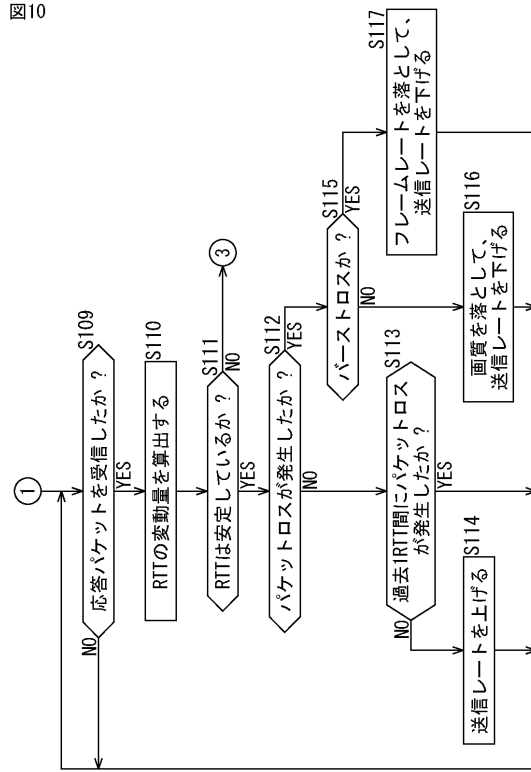 図10
①
S109
応答パケットを受信したか ?
NO
YES
S110
RTTの変動量を算出する
S111
RTTは安定しているか ?
NO
③
YES
S112
パケットロスが発生したか ?
YES
NO
S115
バーストロスか ?
YES
NO
S117
フレームレートを落として、
送信レートを下げる
S116
画質を落として、
送信レートを下げる
S113
過去1RTT間にパケットロス
が発生したか ?
NO
YES
S114
送信レートを上げる